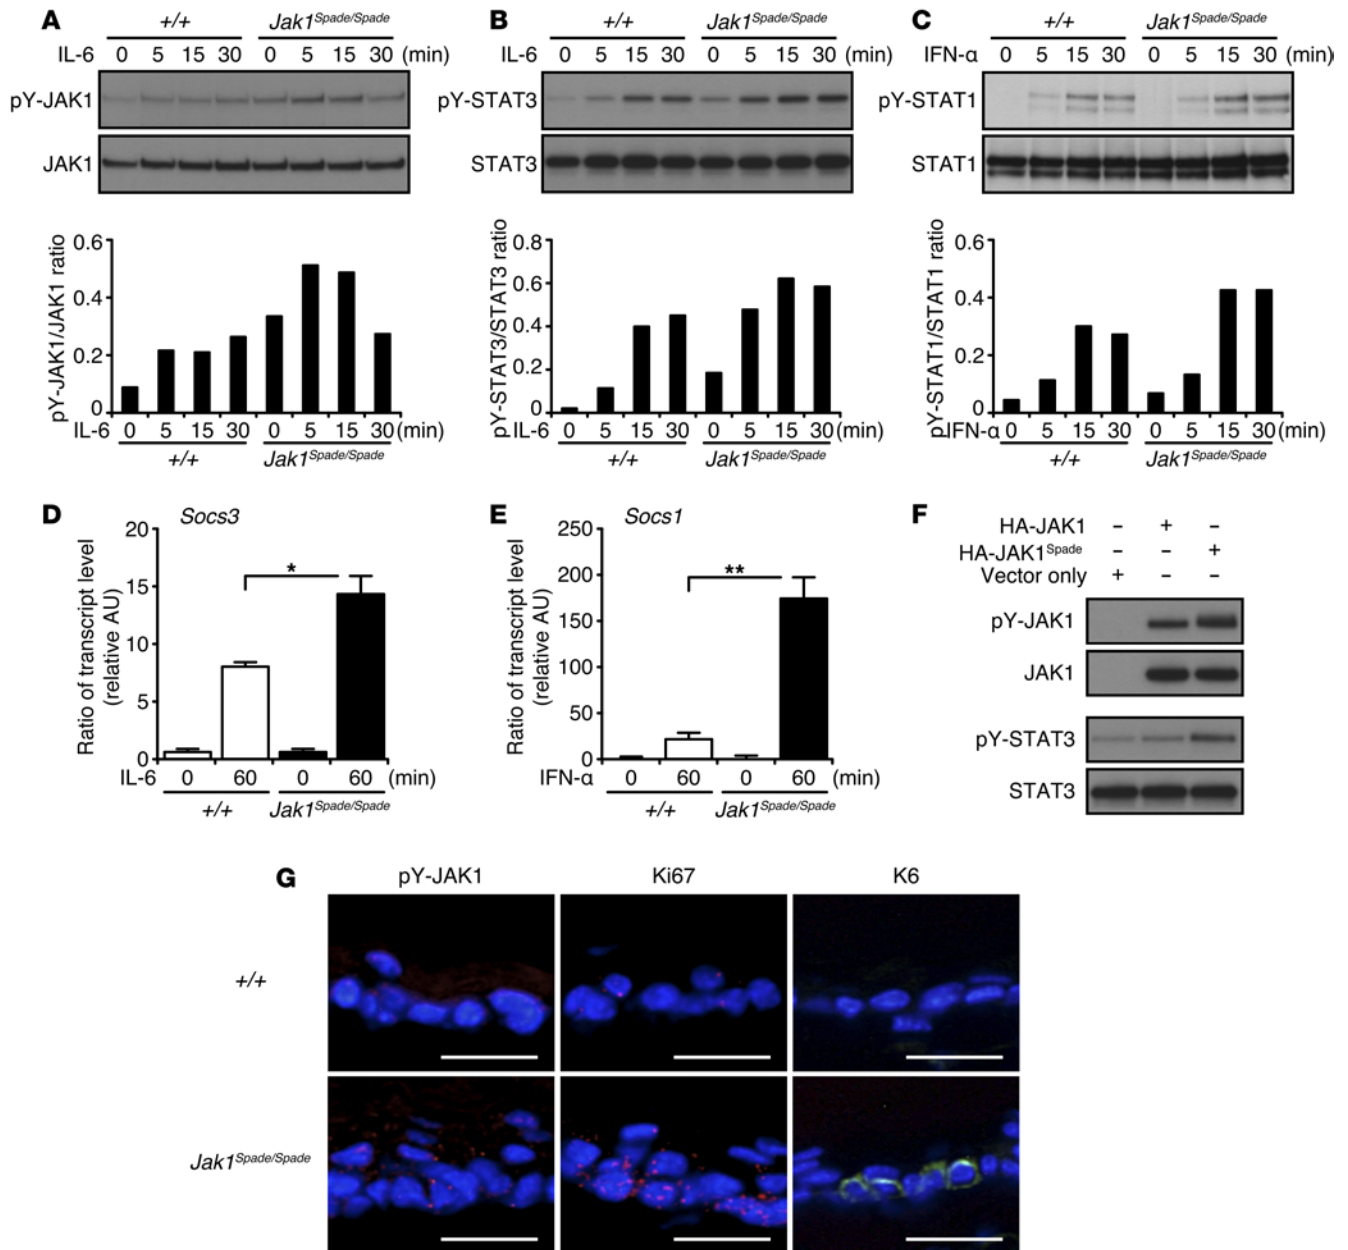 A
+/+ Jak1Spade/Spade
IL-6 0 5 15 30 0 5 15 30 (min)
pY-JAK1
JAK1
pY-JAK1/JAK1 ratio
0.6
0.4
0.2
0
IL-6 0 5 15 30 0 5 15 30 (min)
+/+ Jak1Spade/Spade
B
+/+ Jak1Spade/Spade
IL-6 0 5 15 30 0 5 15 30 (min)
pY-STAT3
STAT3
pY-STAT3/STAT3 ratio
0.8
0.6
0.4
0.2
0
IL-6 0 5 15 30 0 5 15 30 (min)
+/+ Jak1Spade/Spade
C
+/+ Jak1Spade/Spade
IFN-α 0 5 15 30 0 5 15 30 (min)
pY-STAT1
STAT1
pY-STAT1/STAT1 ratio
0.6
0.4
0.2
0
IFN-α 0 5 15 30 0 5 15 30 (min)
+/+ Jak1Spade/Spade
D
Socs3
Ratio of transcript level
(relative AU)
20
15
10
5
0
*
IL-6 0 60 0 60 (min)
+/+ Jak1Spade/Spade
E
Socs1
Ratio of transcript level
(relative AU)
250
200
150
100
50
0
**
IFN-α 0 60 0 60 (min)
+/+ Jak1Spade/Spade
F
HA-JAK1 – + –
HA-JAK1Spade – – +
Vector only + – –
pY-JAK1
JAK1
pY-STAT3
STAT3
G
pY-JAK1 Ki67 K6
+/+
Jak1Spade/Spade